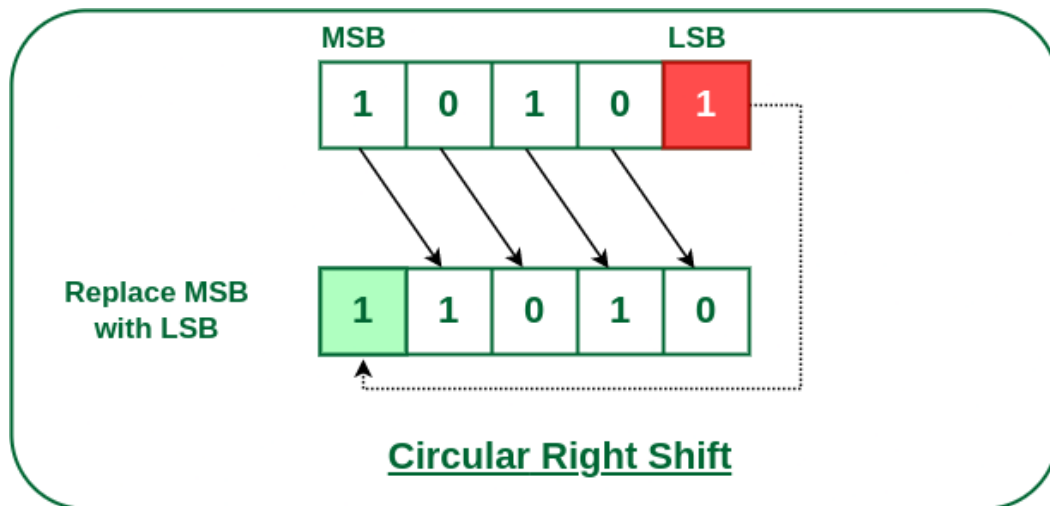 MSB LSB
1 0 1 0 1
Replace MSB
with LSB
1 1 0 1 0
Circular Right Shift